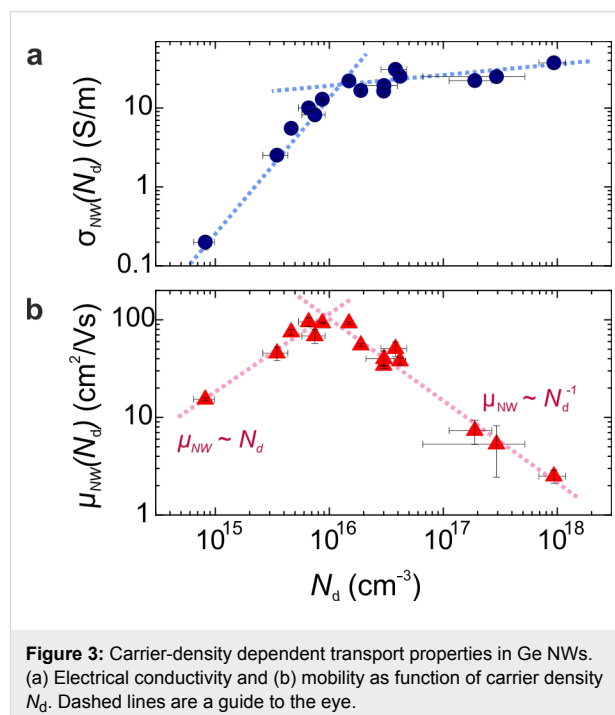 a
σNW(Nd) (S/m)
10
1
0.1
b
μNW(Nd) (cm²/Vs)
100
10
1
μNW ~ Nd
μNW ~ Nd⁻¹
10¹⁵ 10¹⁶ 10¹⁷ 10¹⁸
Nd (cm⁻³)
Figure 3: Carrier-density dependent transport properties in Ge NWs.
(a) Electrical conductivity and (b) mobility as function of carrier density
Nd. Dashed lines are a guide to the eye.